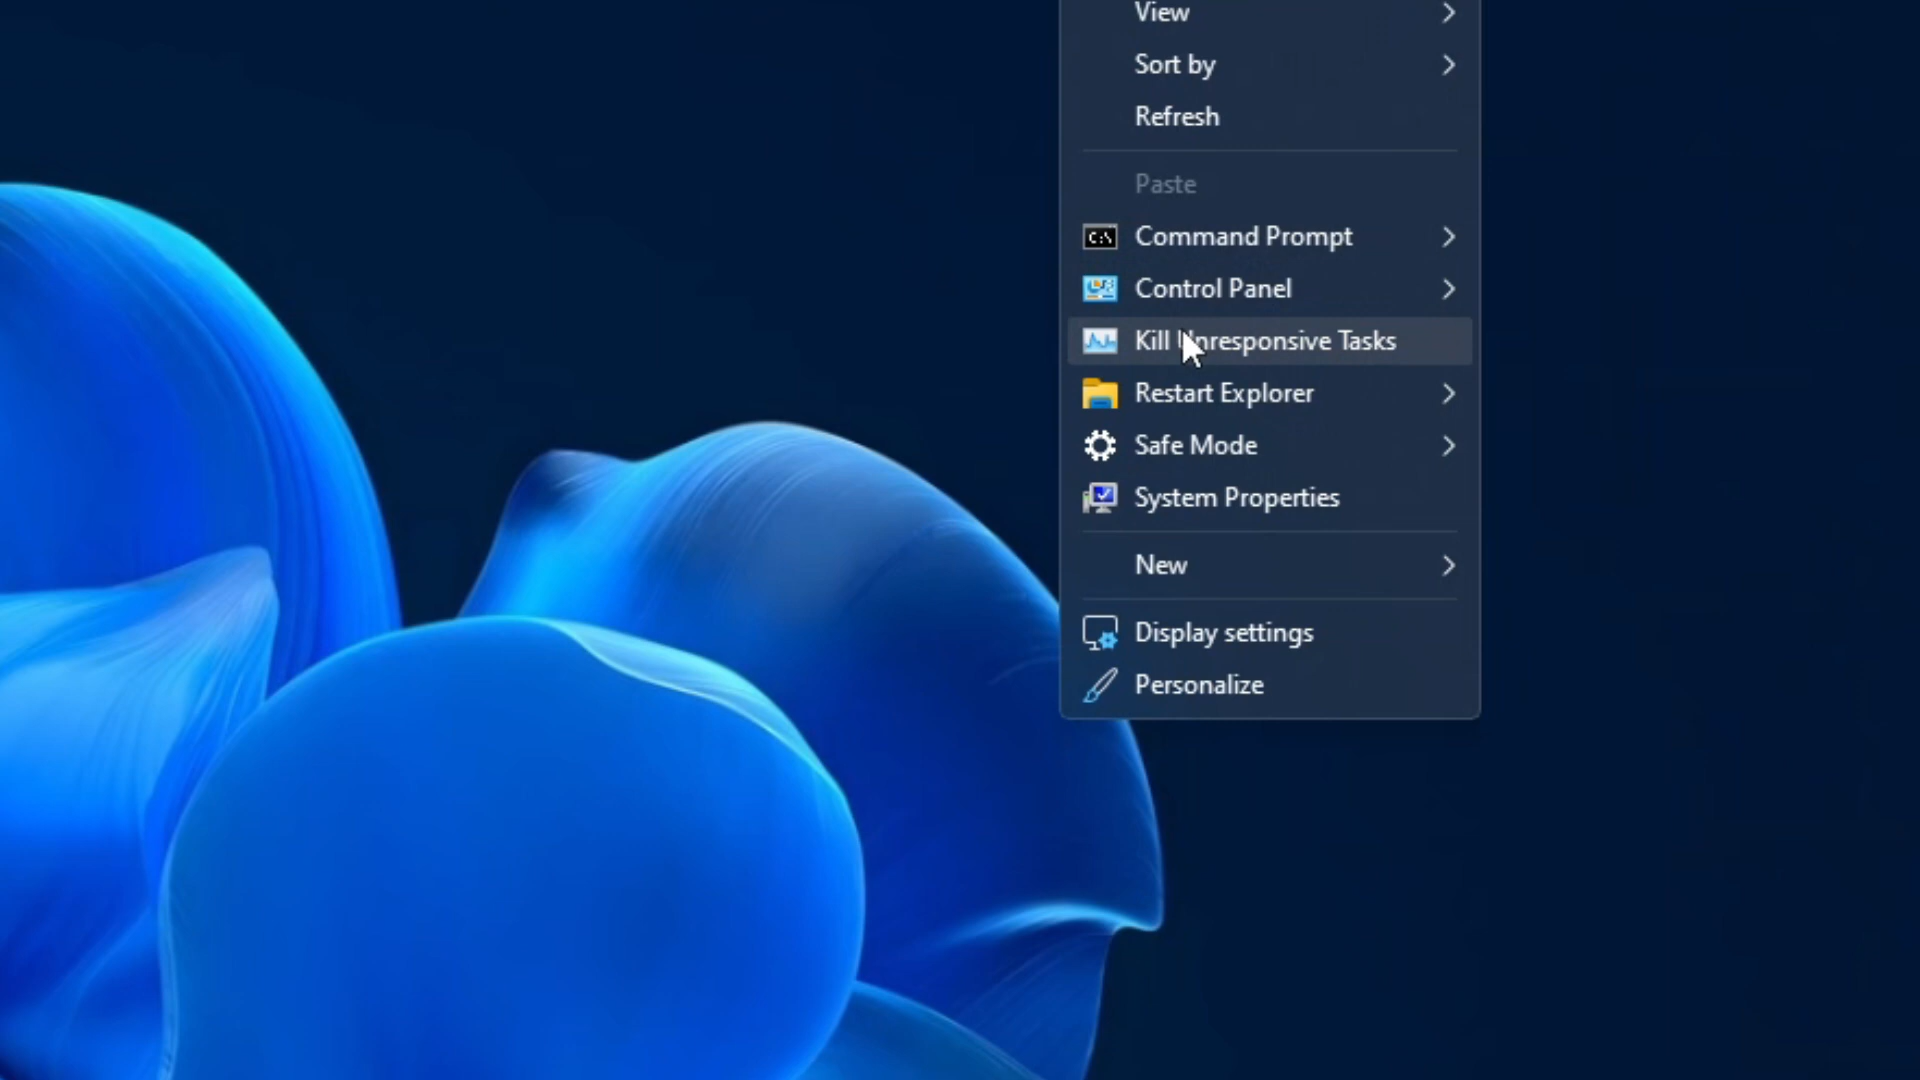 View
Sort by
Refresh
Paste
C:\ Command Prompt
Control Panel
Kill Unresponsive Tasks
Restart Explorer
Safe Mode
System Properties
New
Display settings
Personalize